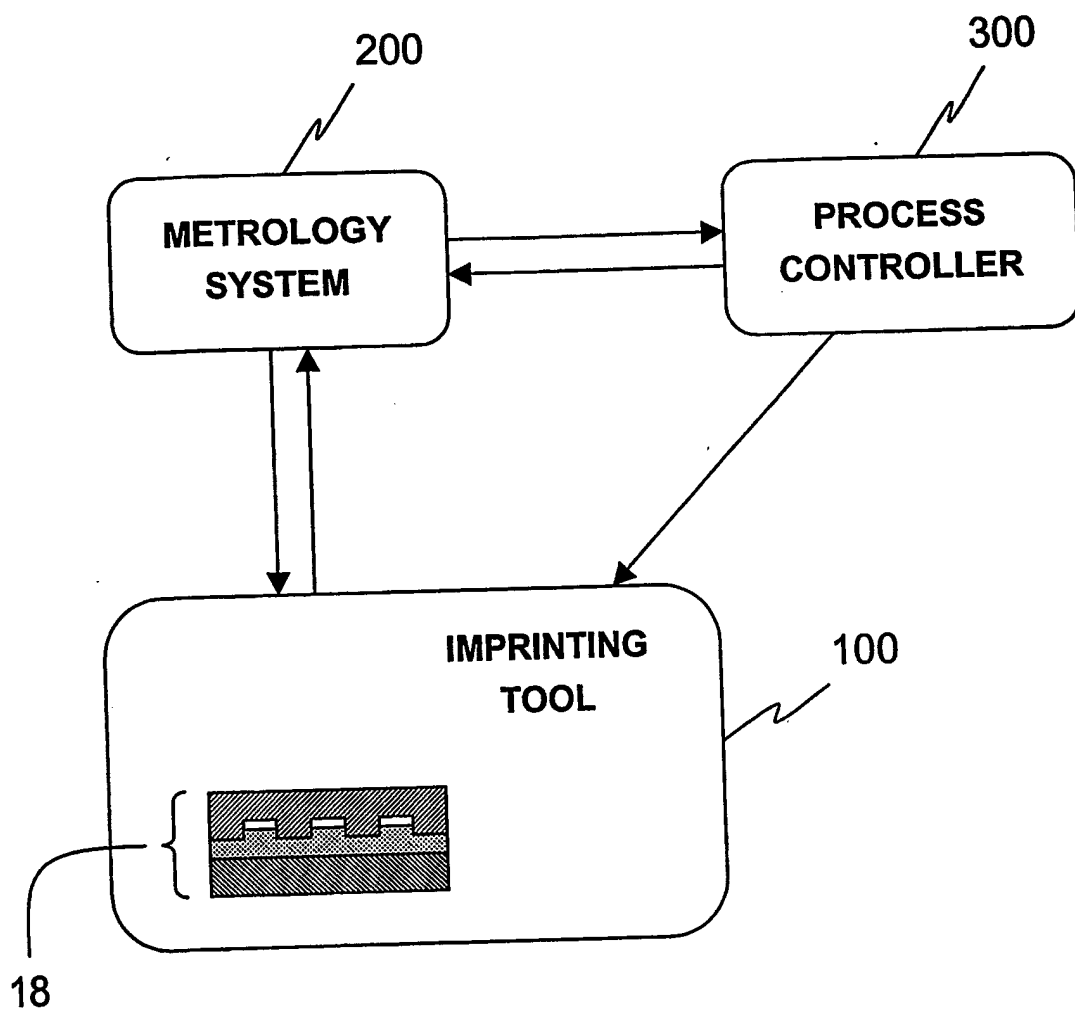 200
300
METROLOGY
SYSTEM
PROCESS
CONTROLLER
IMPRINTING
TOOL
100
18